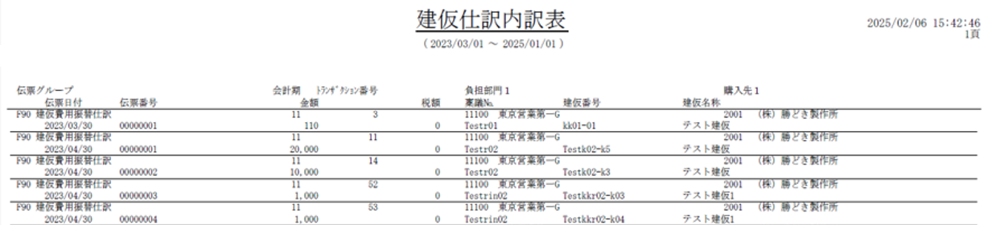 建仮仕訳内訳表
2025/02/06 15:42:46
( 2023/03/01 ～ 2025/01/01 )
1頁
伝票グループ 会計期 ﾄﾗﾝｻﾞｸｼｮﾝ番号 負担部門1 購入先1
伝票日付 伝票番号 金額 税額 稟議No. 建仮番号 建仮名称
F90 建仮費用振替仕訳 11 3 11100 東京営業第一G 2001 （株）勝どき製作所
2023/03/30 00000001 110 0 Testr01 kk01-01 テスト建仮
F90 建仮費用振替仕訳 11 11 11100 東京営業第一G 2001 （株）勝どき製作所
2023/04/30 00000001 20,000 0 Testr02 Testk02-k5 テスト建仮
F90 建仮費用振替仕訳 11 14 11100 東京営業第一G 2001 （株）勝どき製作所
2023/04/30 00000002 10,000 0 Testr02 Testk02-k3 テスト建仮
F90 建仮費用振替仕訳 11 52 11100 東京営業第一G 2001 （株）勝どき製作所
2023/04/30 00000003 1,000 0 Testrin02 Testkkr02-k03 テスト建仮1
F90 建仮費用振替仕訳 11 53 11100 東京営業第一G 2001 （株）勝どき製作所
2023/04/30 00000004 1,000 0 Testrin02 Testkkr02-k04 テスト建仮1